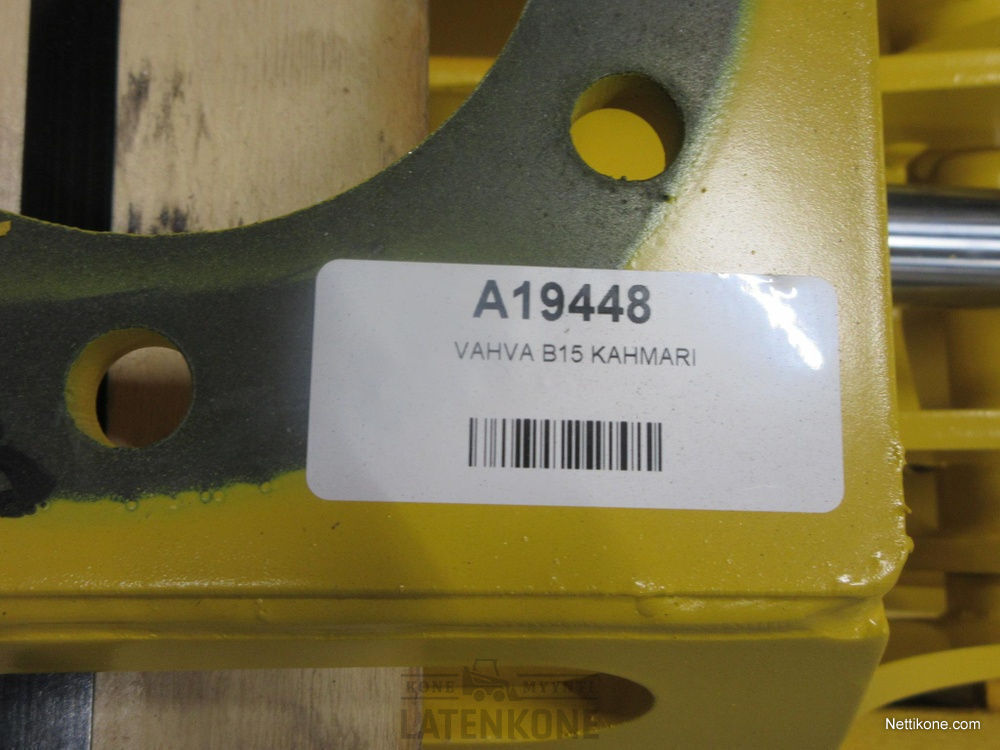 A19448
VAHVA B15 KAHMARI
KONE MYYNTI
LATENKONE
Nettikone.com